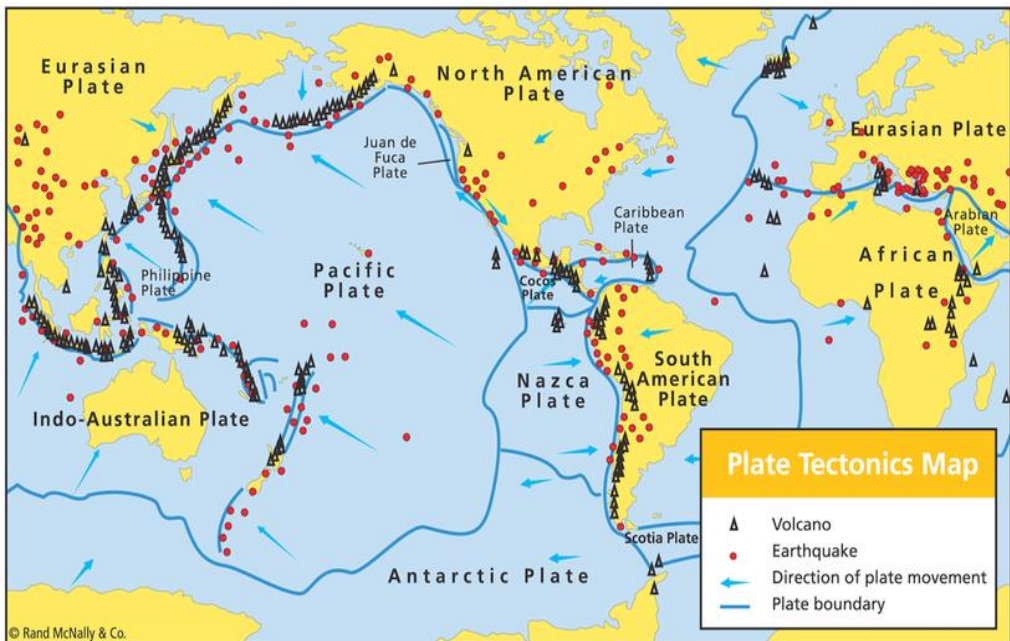 Eurasian
Plate
North American
Plate
Juan de
Fuca
Plate
Eurasian Plate
Caribbean
Plate
Arabian
Plate
African
Plate
Philippine
Plate
Pacific
Plate
Cocos
Plate
Indo-Australian Plate
Nazca
Plate
South
American
Plate
Scotia Plate
Antarctic Plate
Plate Tectonics Map
Volcano
Earthquake
Direction of plate movement
Plate boundary
© Rand McNally & Co.